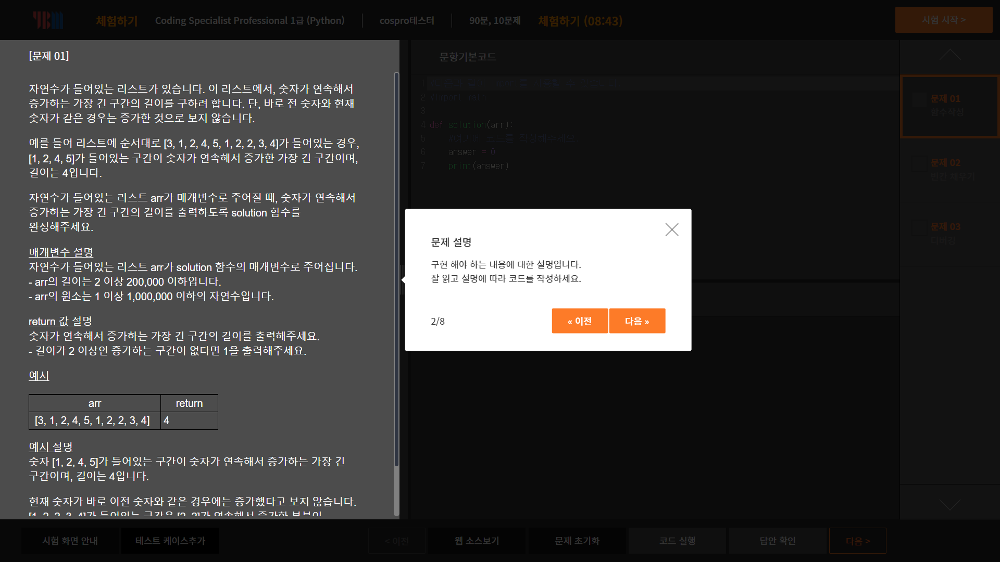 YBM
체험하기
Coding Specialist Professional 1급 (Python)
cospro테스터
90분, 10문제
체험하기 (08:43)
시험 시작 >
[문제 01]
자연수가 들어있는 리스트가 있습니다. 이 리스트에서, 숫자가 연속해서
증가하는 가장 긴 구간의 길이를 구하려 합니다. 단, 바로 전 숫자와 현재
숫자가 같은 경우는 증가한 것으로 보지 않습니다.
예를 들어 리스트에 순서대로 [3, 1, 2, 4, 5, 1, 2, 2, 3, 4]가 들어있는 경우,
[1, 2, 4, 5]가 들어있는 구간이 숫자가 연속해서 증가한 가장 긴 구간이며,
길이는 4입니다.
자연수가 들어있는 리스트 arr가 매개변수로 주어질 때, 숫자가 연속해서
증가하는 가장 긴 구간의 길이를 출력하도록 solution 함수를
완성해주세요.
매개변수 설명
자연수가 들어있는 리스트 arr가 solution 함수의 매개변수로 주어집니다.
- arr의 길이는 2 이상 200,000 이하입니다.
- arr의 원소는 1 이상 1,000,000 이하의 자연수입니다.
return 값 설명
숫자가 연속해서 증가하는 가장 긴 구간의 길이를 출력해주세요.
- 길이가 2 이상인 증가하는 구간이 없다면 1을 출력해주세요.
예시
arr return
[3, 1, 2, 4, 5, 1, 2, 2, 3, 4] 4
예시 설명
숫자 [1, 2, 4, 5]가 들어있는 구간이 숫자가 연속해서 증가하는 가장 긴
구간이며, 길이는 4입니다.
현재 숫자가 바로 이전 숫자와 같은 경우에는 증가했다고 보지 않습니다.
[1, 2, 2, 3, 4]가 들어있는 구간은 [2, 2]가 연속해서 증가한 부분이
문항기본코드
1 #다음과 같이 import를 사용할 수 있습니다.
2 #import math
3
4 def solution(arr):
5 #여기에 코드를 작성해주세요.
6 answer = 0
7 print(answer)
문제 설명
구현 해야 하는 내용에 대한 설명입니다.
잘 읽고 설명에 따라 코드를 작성하세요.
2/8
« 이전
다음 »
문제 01
함수작성
문제 02
빈칸 채우기
문제 03
디버깅
시험 화면 안내
테스트 케이스추가
< 이전
웹 소스보기
문제 초기화
코드 실행
답안 확인
다음 >